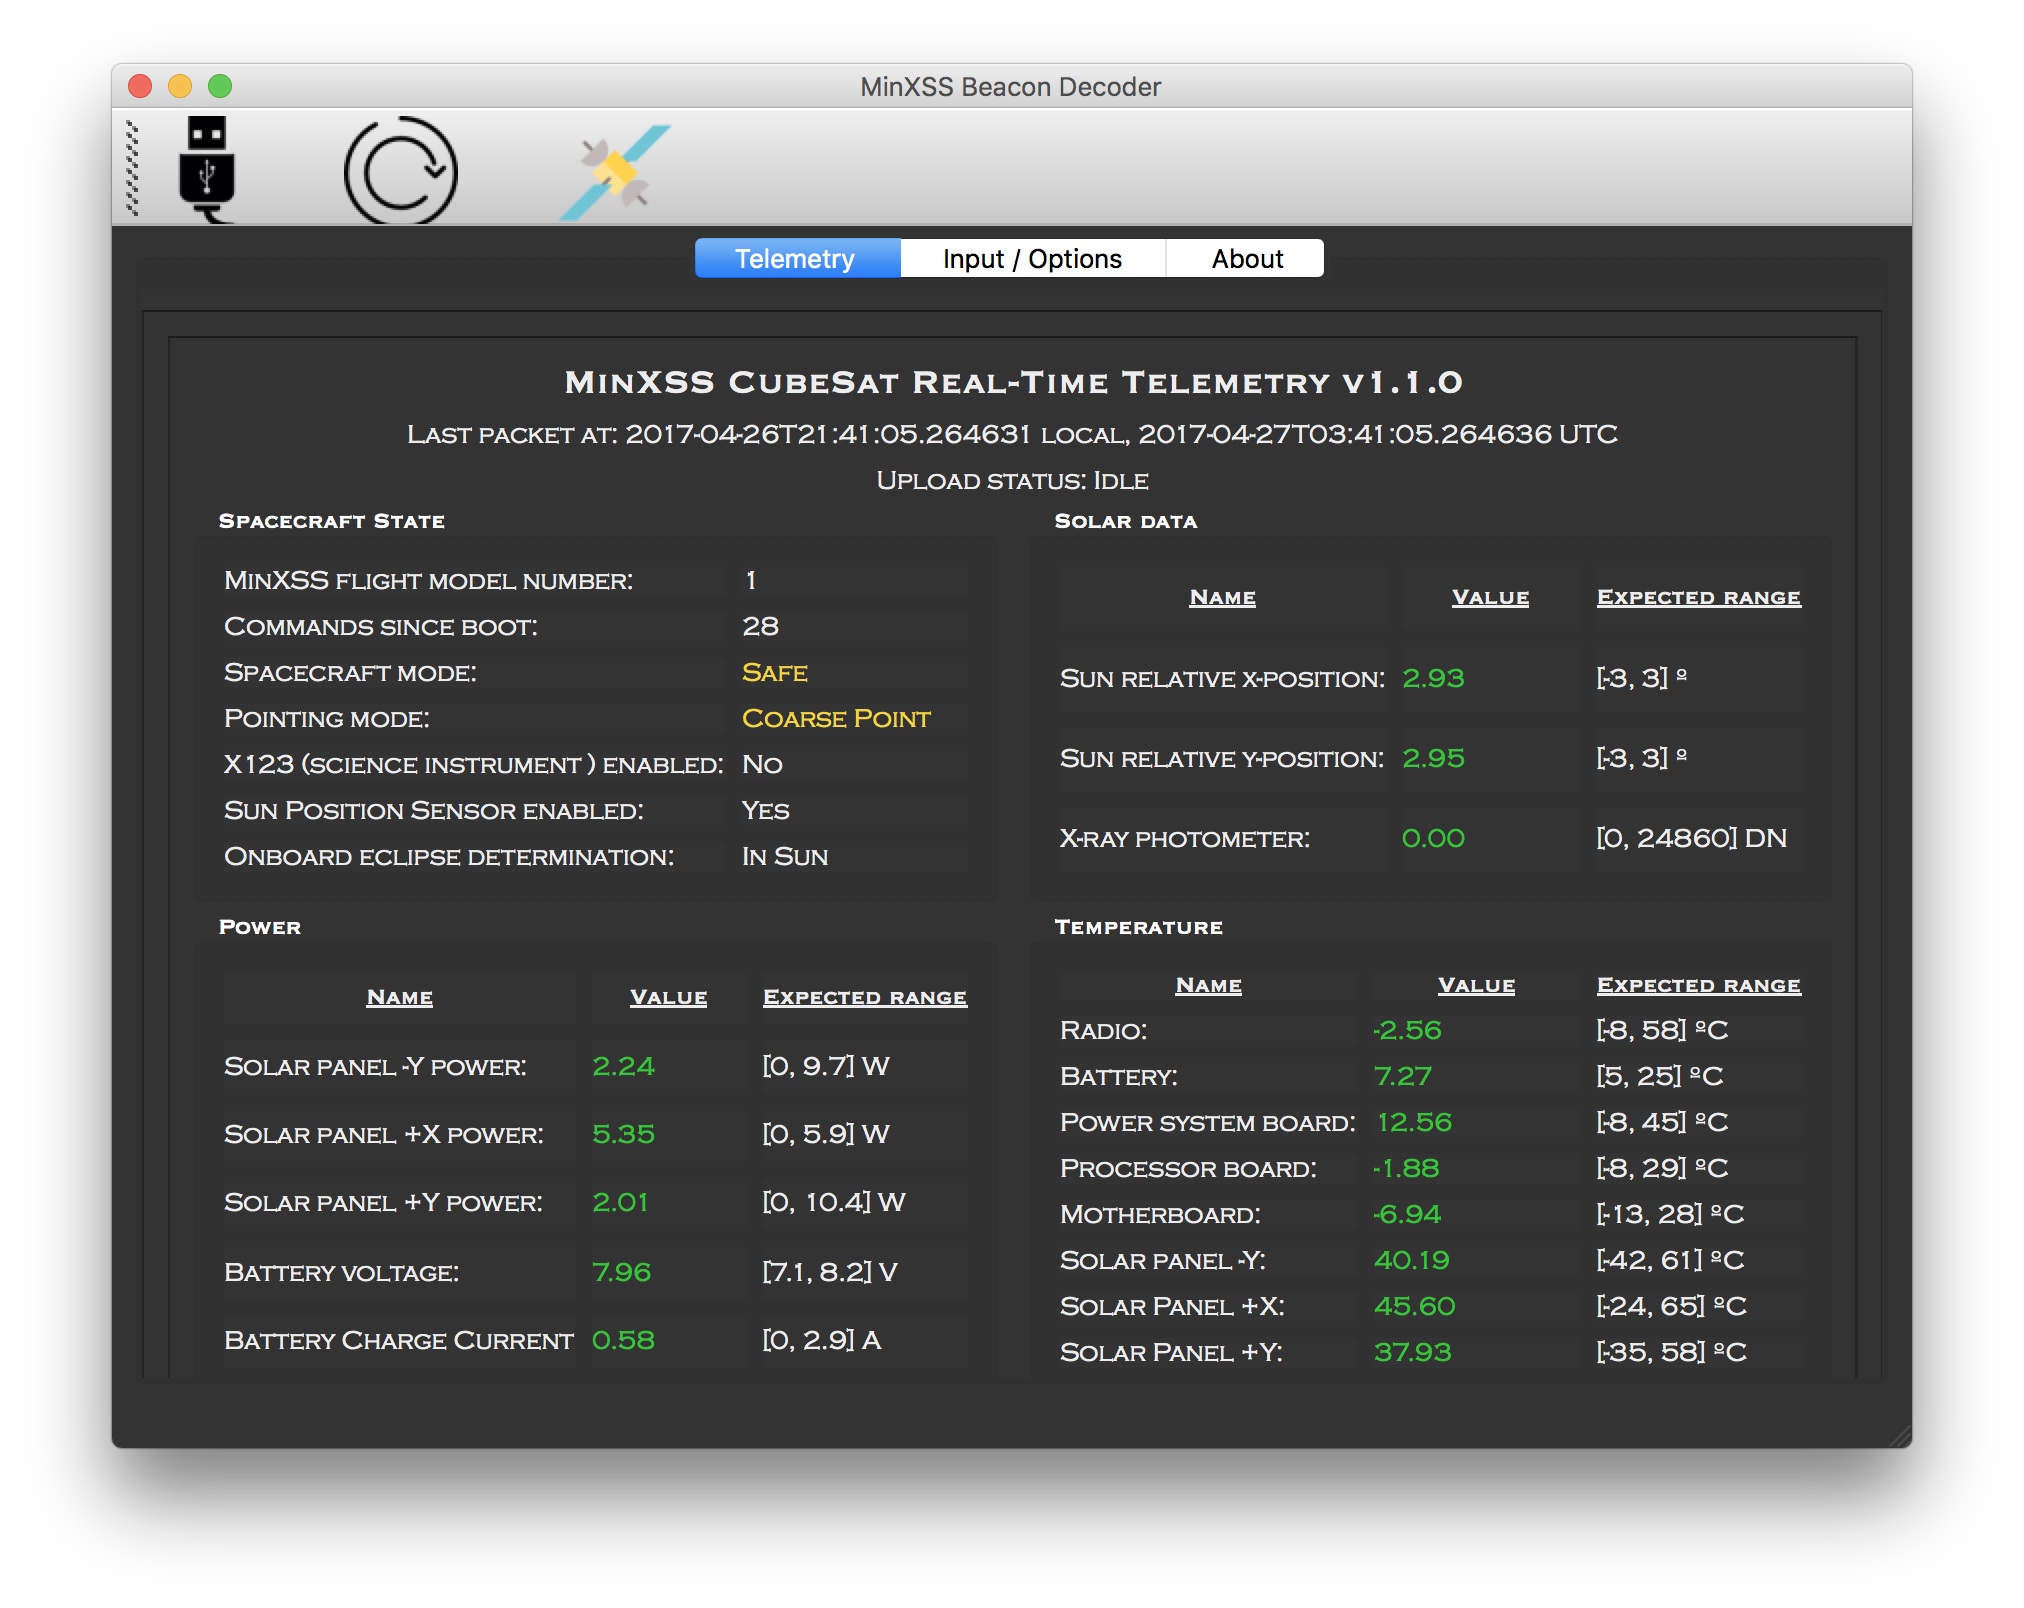 MinXSS Beacon Decoder
Telemetry Input / Options About
MinXSS CubeSat Real-Time Telemetry v1.1.0
Last packet at: 2017-04-26T21:41:05.264631 local, 2017-04-27T03:41:05.264636 UTC
Upload status: Idle
Spacecraft State
MinXSS flight model number: 1
Commands since boot: 28
Spacecraft mode: Safe
Pointing mode: Coarse Point
X123 (science instrument) enabled: No
Sun Position Sensor enabled: Yes
Onboard eclipse determination: In Sun
Solar data
Name Value Expected range
Sun relative x-position: 2.93 [-3, 3] º
Sun relative y-position: 2.95 [-3, 3] º
X-ray photometer: 0.00 [0, 24860] DN
Power
Name Value Expected range
Solar panel -Y power: 2.24 [0, 9.7] W
Solar panel +X power: 5.35 [0, 5.9] W
Solar panel +Y power: 2.01 [0, 10.4] W
Battery voltage: 7.96 [7.1, 8.2] V
Battery Charge Current 0.58 [0, 2.9] A
Temperature
Name Value Expected range
Radio: -2.56 [-8, 58] ºC
Battery: 7.27 [5, 25] ºC
Power system board: 12.56 [-8, 45] ºC
Processor board: -1.88 [-8, 29] ºC
Motherboard: -6.94 [-13, 28] ºC
Solar panel -Y: 40.19 [-42, 61] ºC
Solar Panel +X: 45.60 [-24, 65] ºC
Solar Panel +Y: 37.93 [-35, 58] ºC